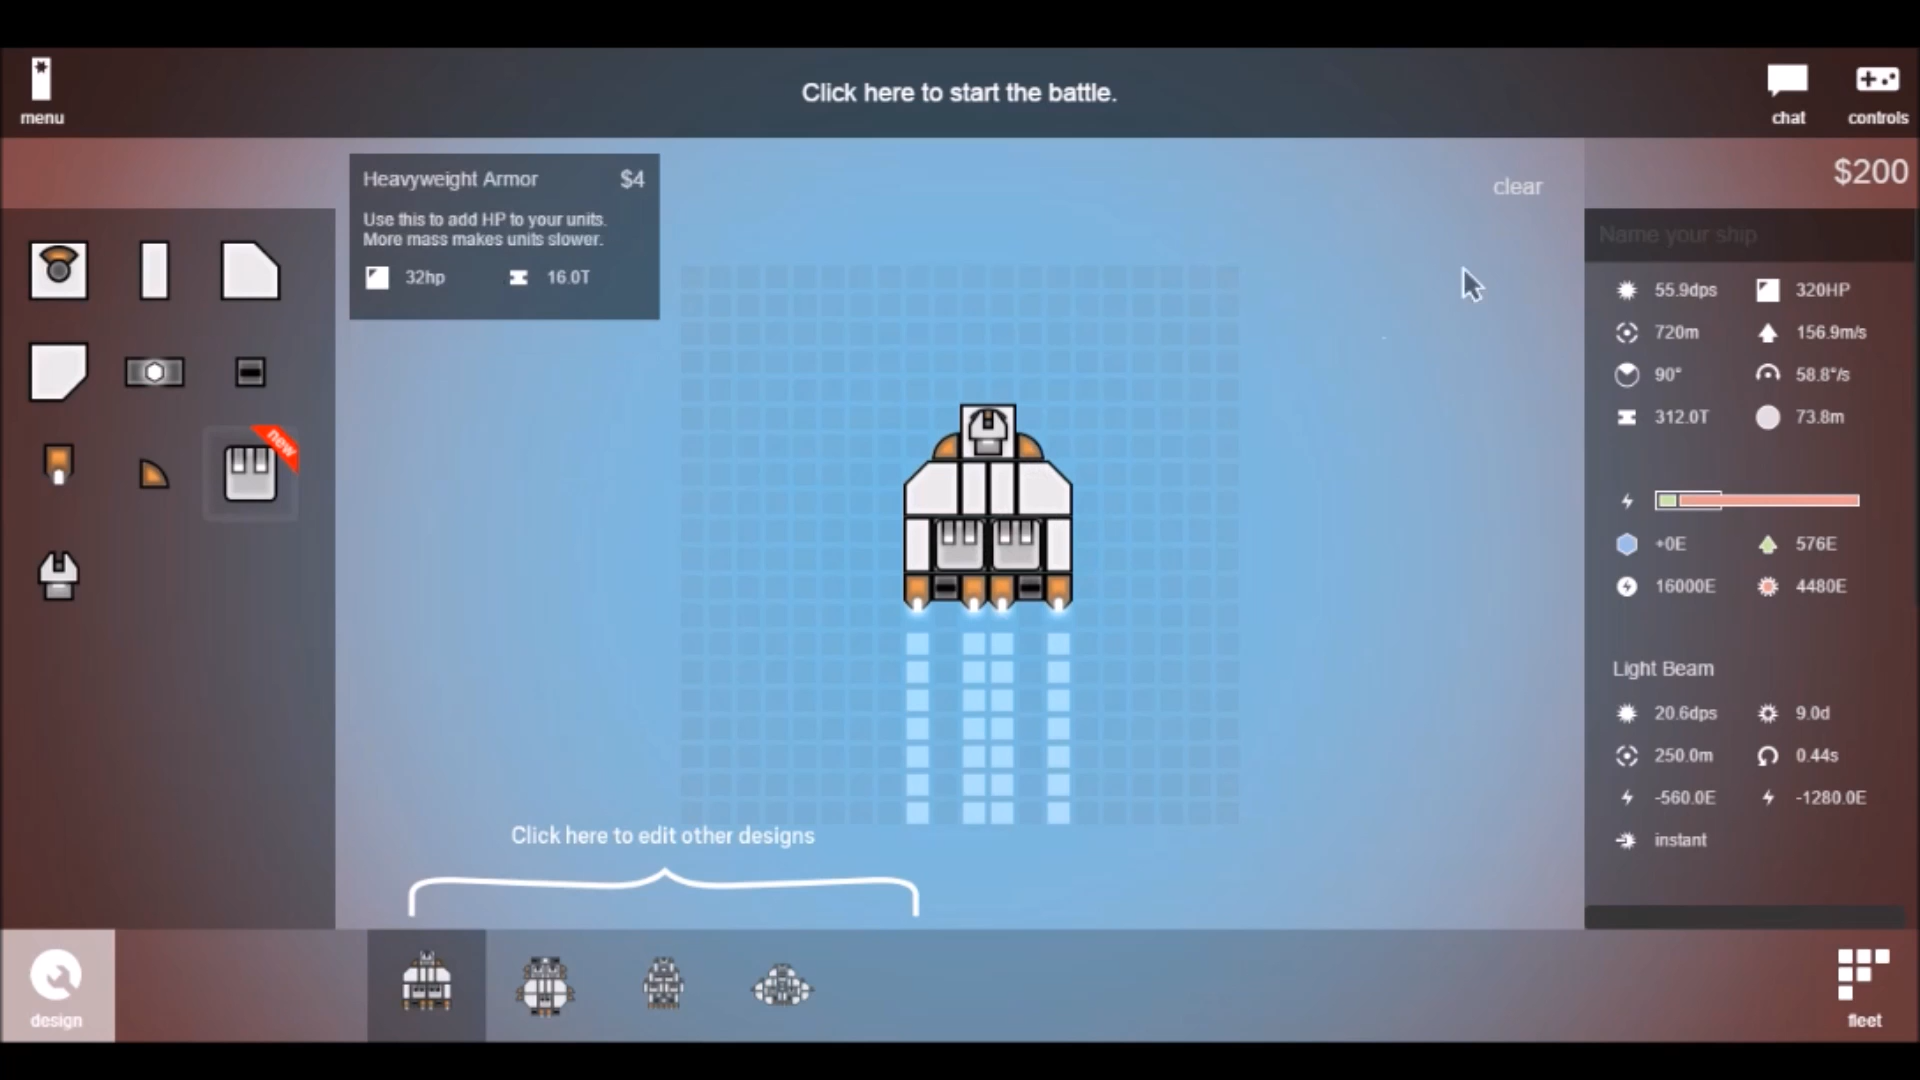 Click here to start the battle.
menu
chat
controls
Heavyweight Armor
$4
Use this to add HP to your units.
More mass makes units slower.
32hp
16.0T
new
clear
$200
Name your ship
55.9dps
320HP
720m
156.9m/s
90°
58.8°/s
312.0T
73.8m
+0E
576E
16000E
4480E
Light Beam
20.6dps
9.0d
250.0m
0.44s
-560.0E
-1280.0E
instant
Click here to edit other designs
design
fleet